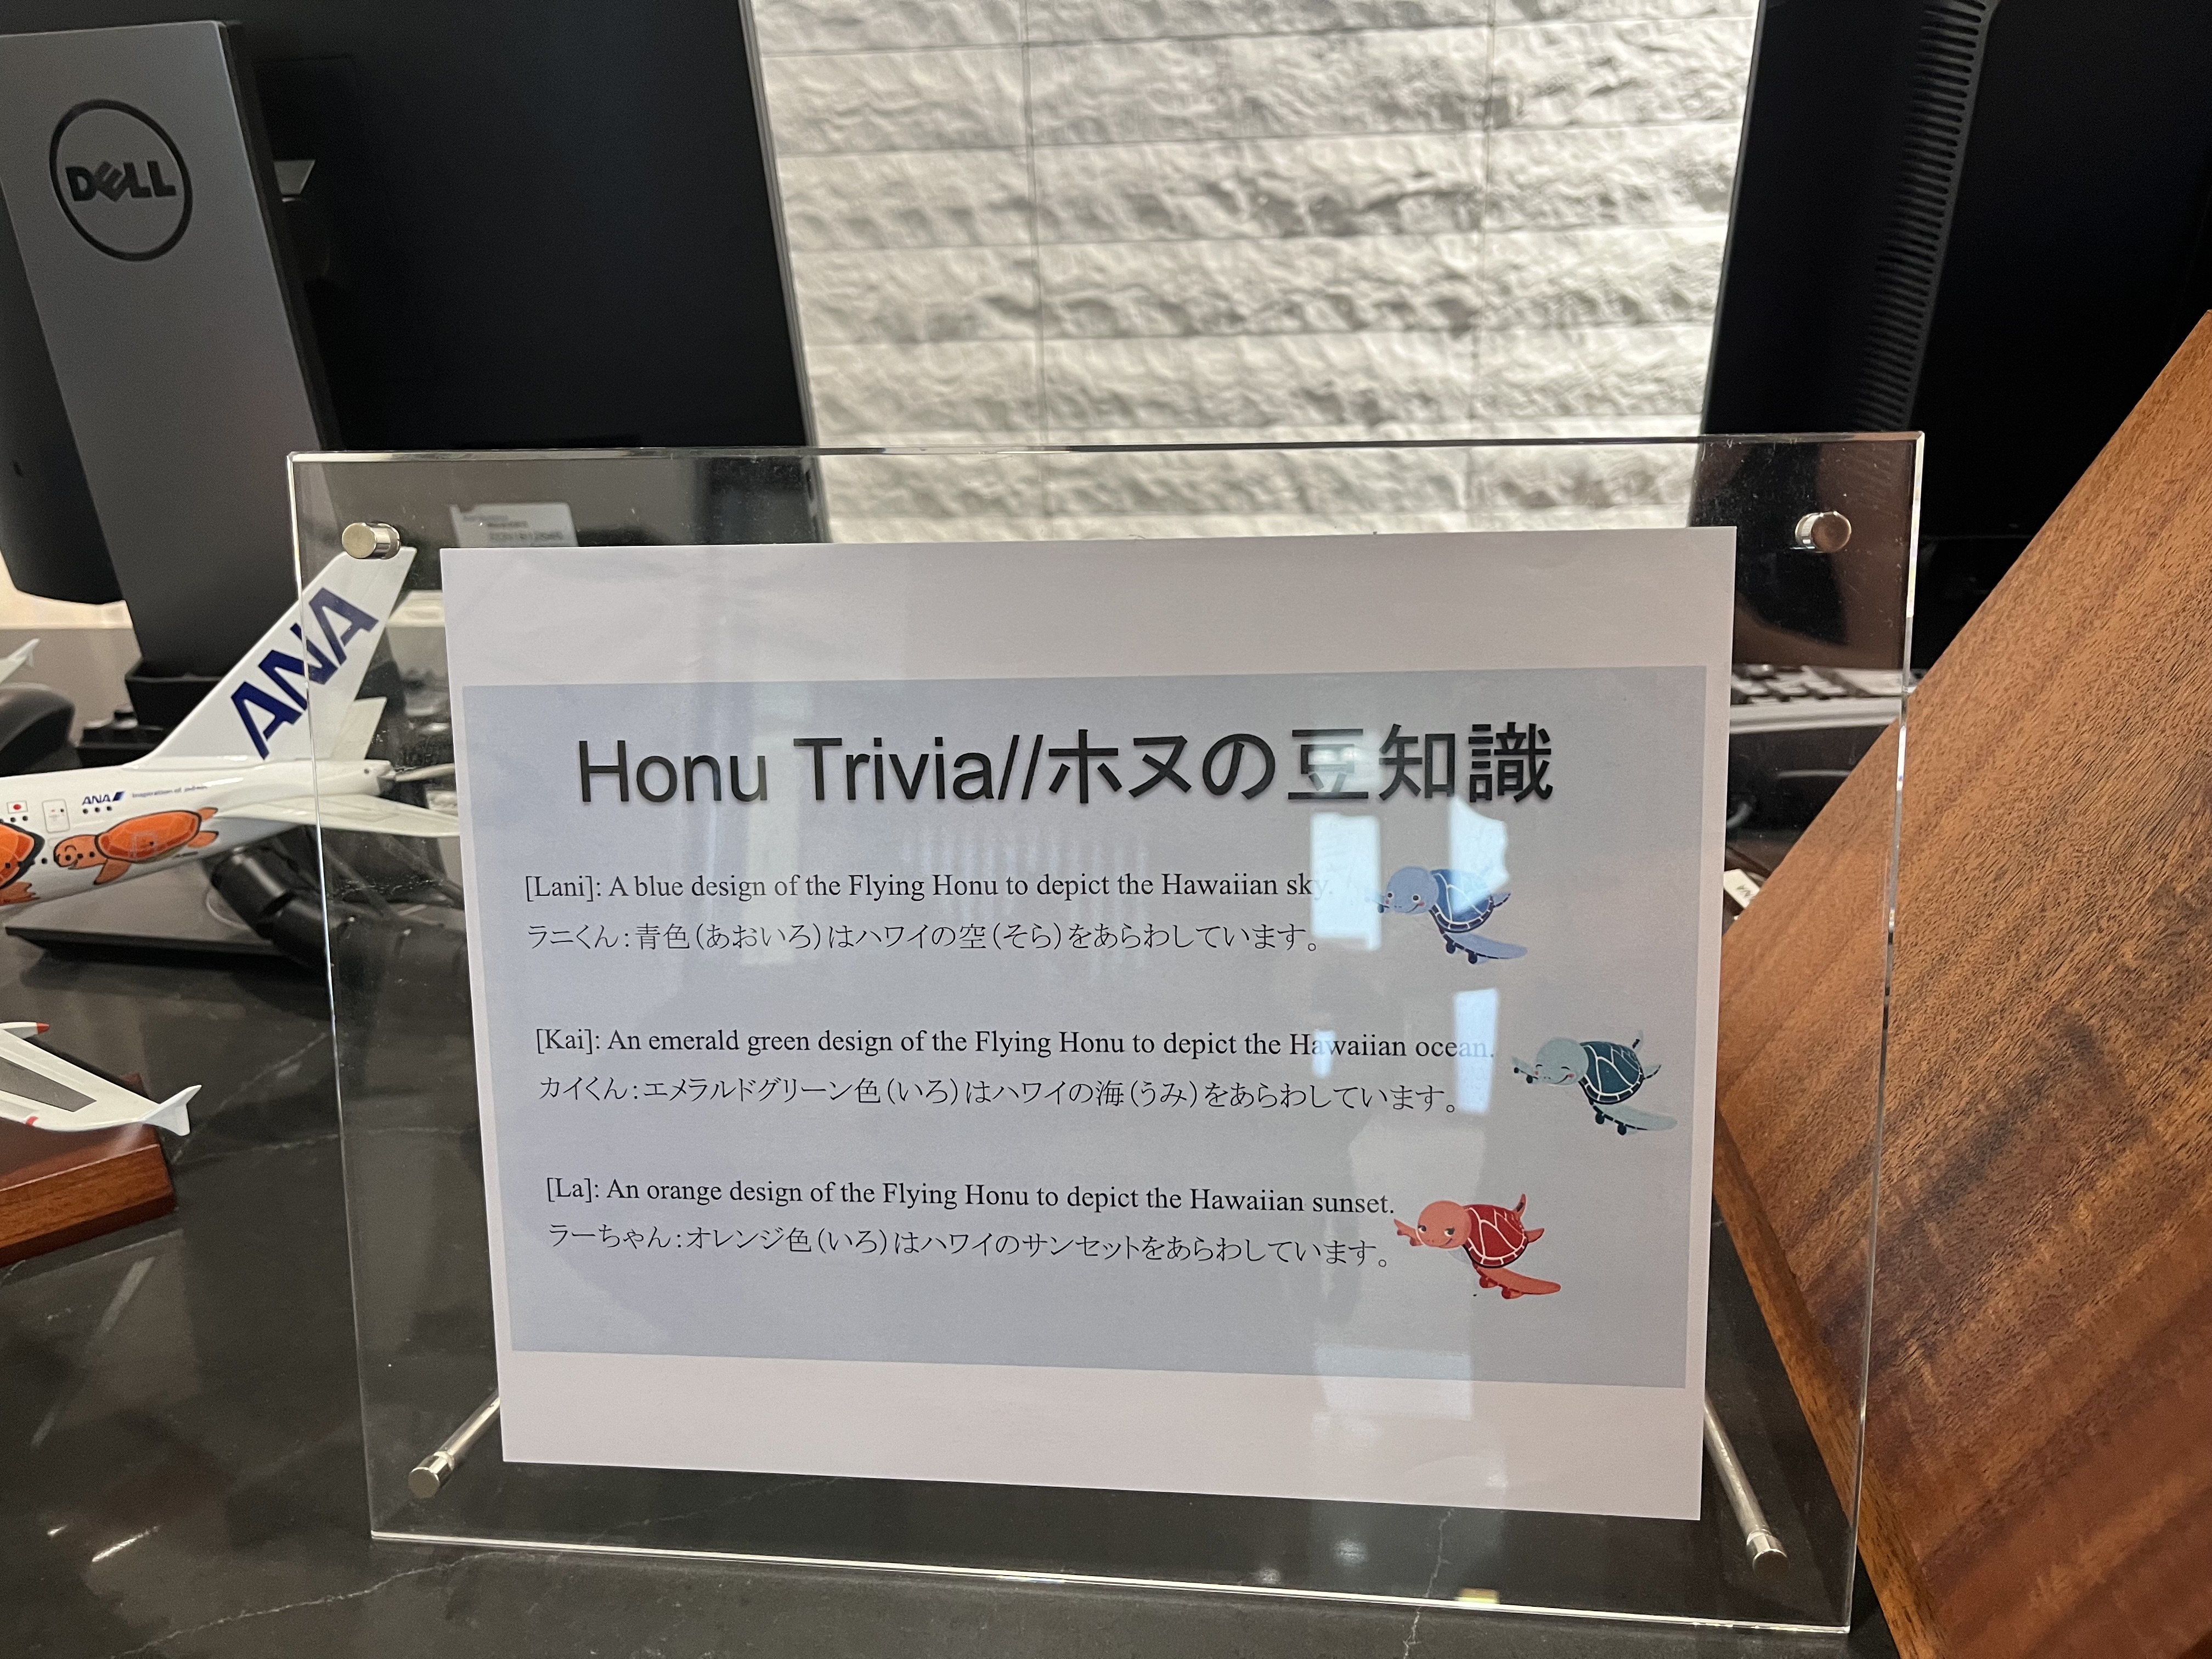 DELL
ANA
ANA Inspiration of JAPAN
Honu Trivia//ホヌの豆知識
[Lani]: A blue design of the Flying Honu to depict the Hawaiian sky.
ラニくん：青色（あおいろ）はハワイの空（そら）をあらわしています。
[Kai]: An emerald green design of the Flying Honu to depict the Hawaiian ocean.
カイくん：エメラルドグリーン色（いろ）はハワイの海（うみ）をあらわしています。
[La]: An orange design of the Flying Honu to depict the Hawaiian sunset.
ラーちゃん：オレンジ色（いろ）はハワイのサンセットをあらわしています。